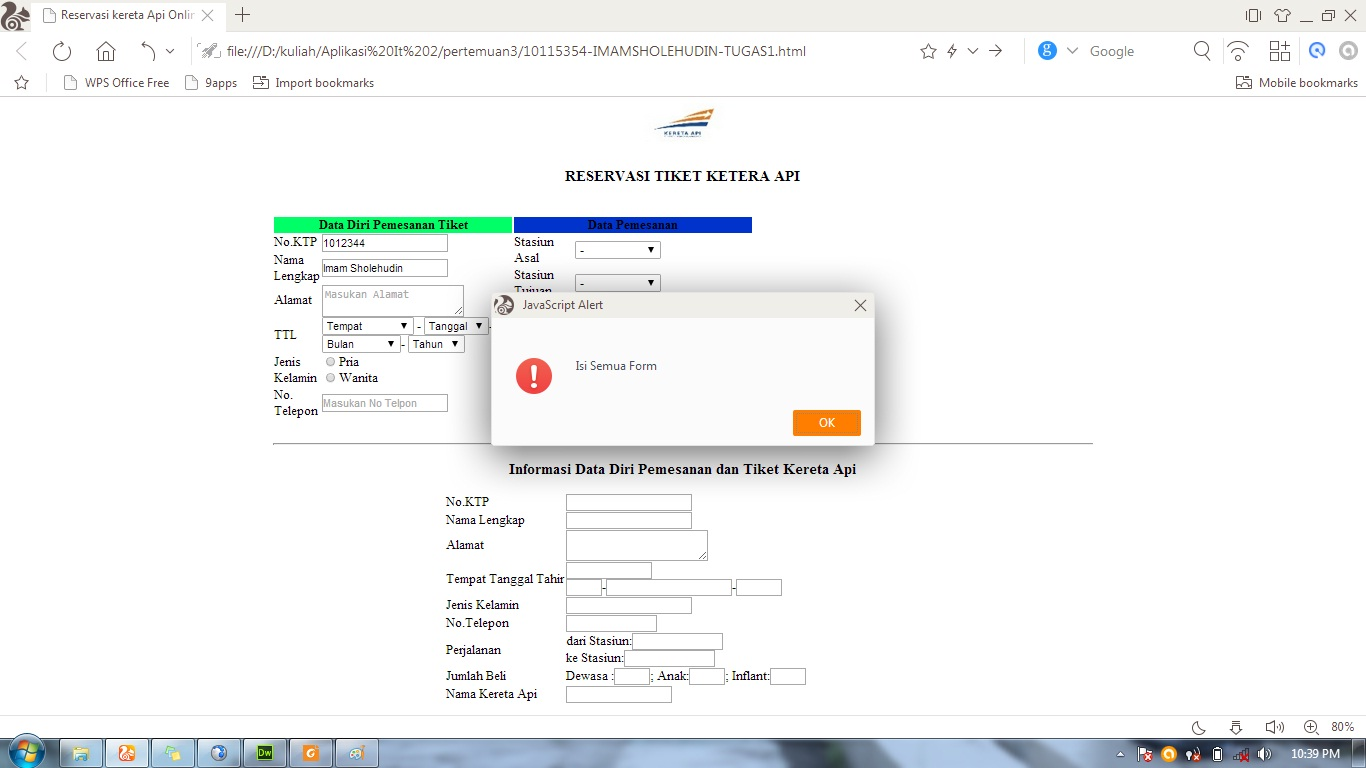 Reservasi kereta Api Onlin
file:///D:/kuliah/Aplikasi%20It%202/pertemuan3/10115354-IMAMSHOLEHUDIN-TUGAS1.html
g Google
WPS Office Free 9apps Import bookmarks Mobile bookmarks
KERETA API
RESERVASI TIKET KETERA API
Data Diri Pemesanan Tiket Data Pemesanan
No.KTP 1012344
Nama Lengkap Imam Sholehudin
Alamat Masukan Alamat
TTL Tempat - Tanggal -
Bulan - Tahun
Jenis Kelamin Pria
Wanita
No. Telepon Masukan No Telpon
Stasiun Asal -
Stasiun Tujuan -
JavaScript Alert
Isi Semua Form
OK
Informasi Data Diri Pemesanan dan Tiket Kereta Api
No.KTP
Nama Lengkap
Alamat
Tempat Tanggal Tahir - -
Jenis Kelamin
No.Telepon
Perjalanan dari Stasiun:
ke Stasiun:
Jumlah Beli Dewasa : ; Anak: ; Inflant:
Nama Kereta Api
80%
Dw
10:39 PM